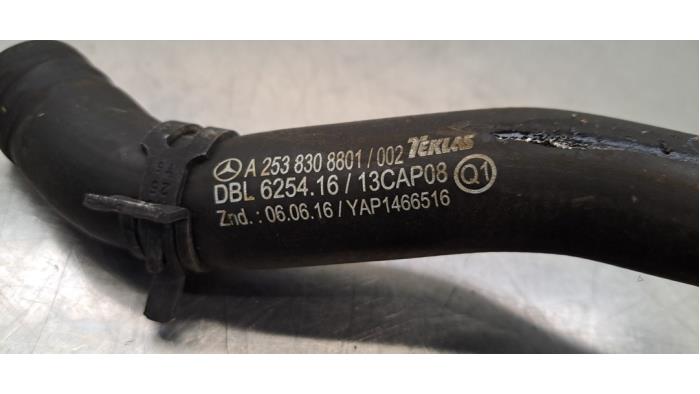 A 253 830 8801 / 002 TEKLAS
DBL 6254.16 / 13CAP08 Q1
Znd. : 06.06.16 / YAP1466516